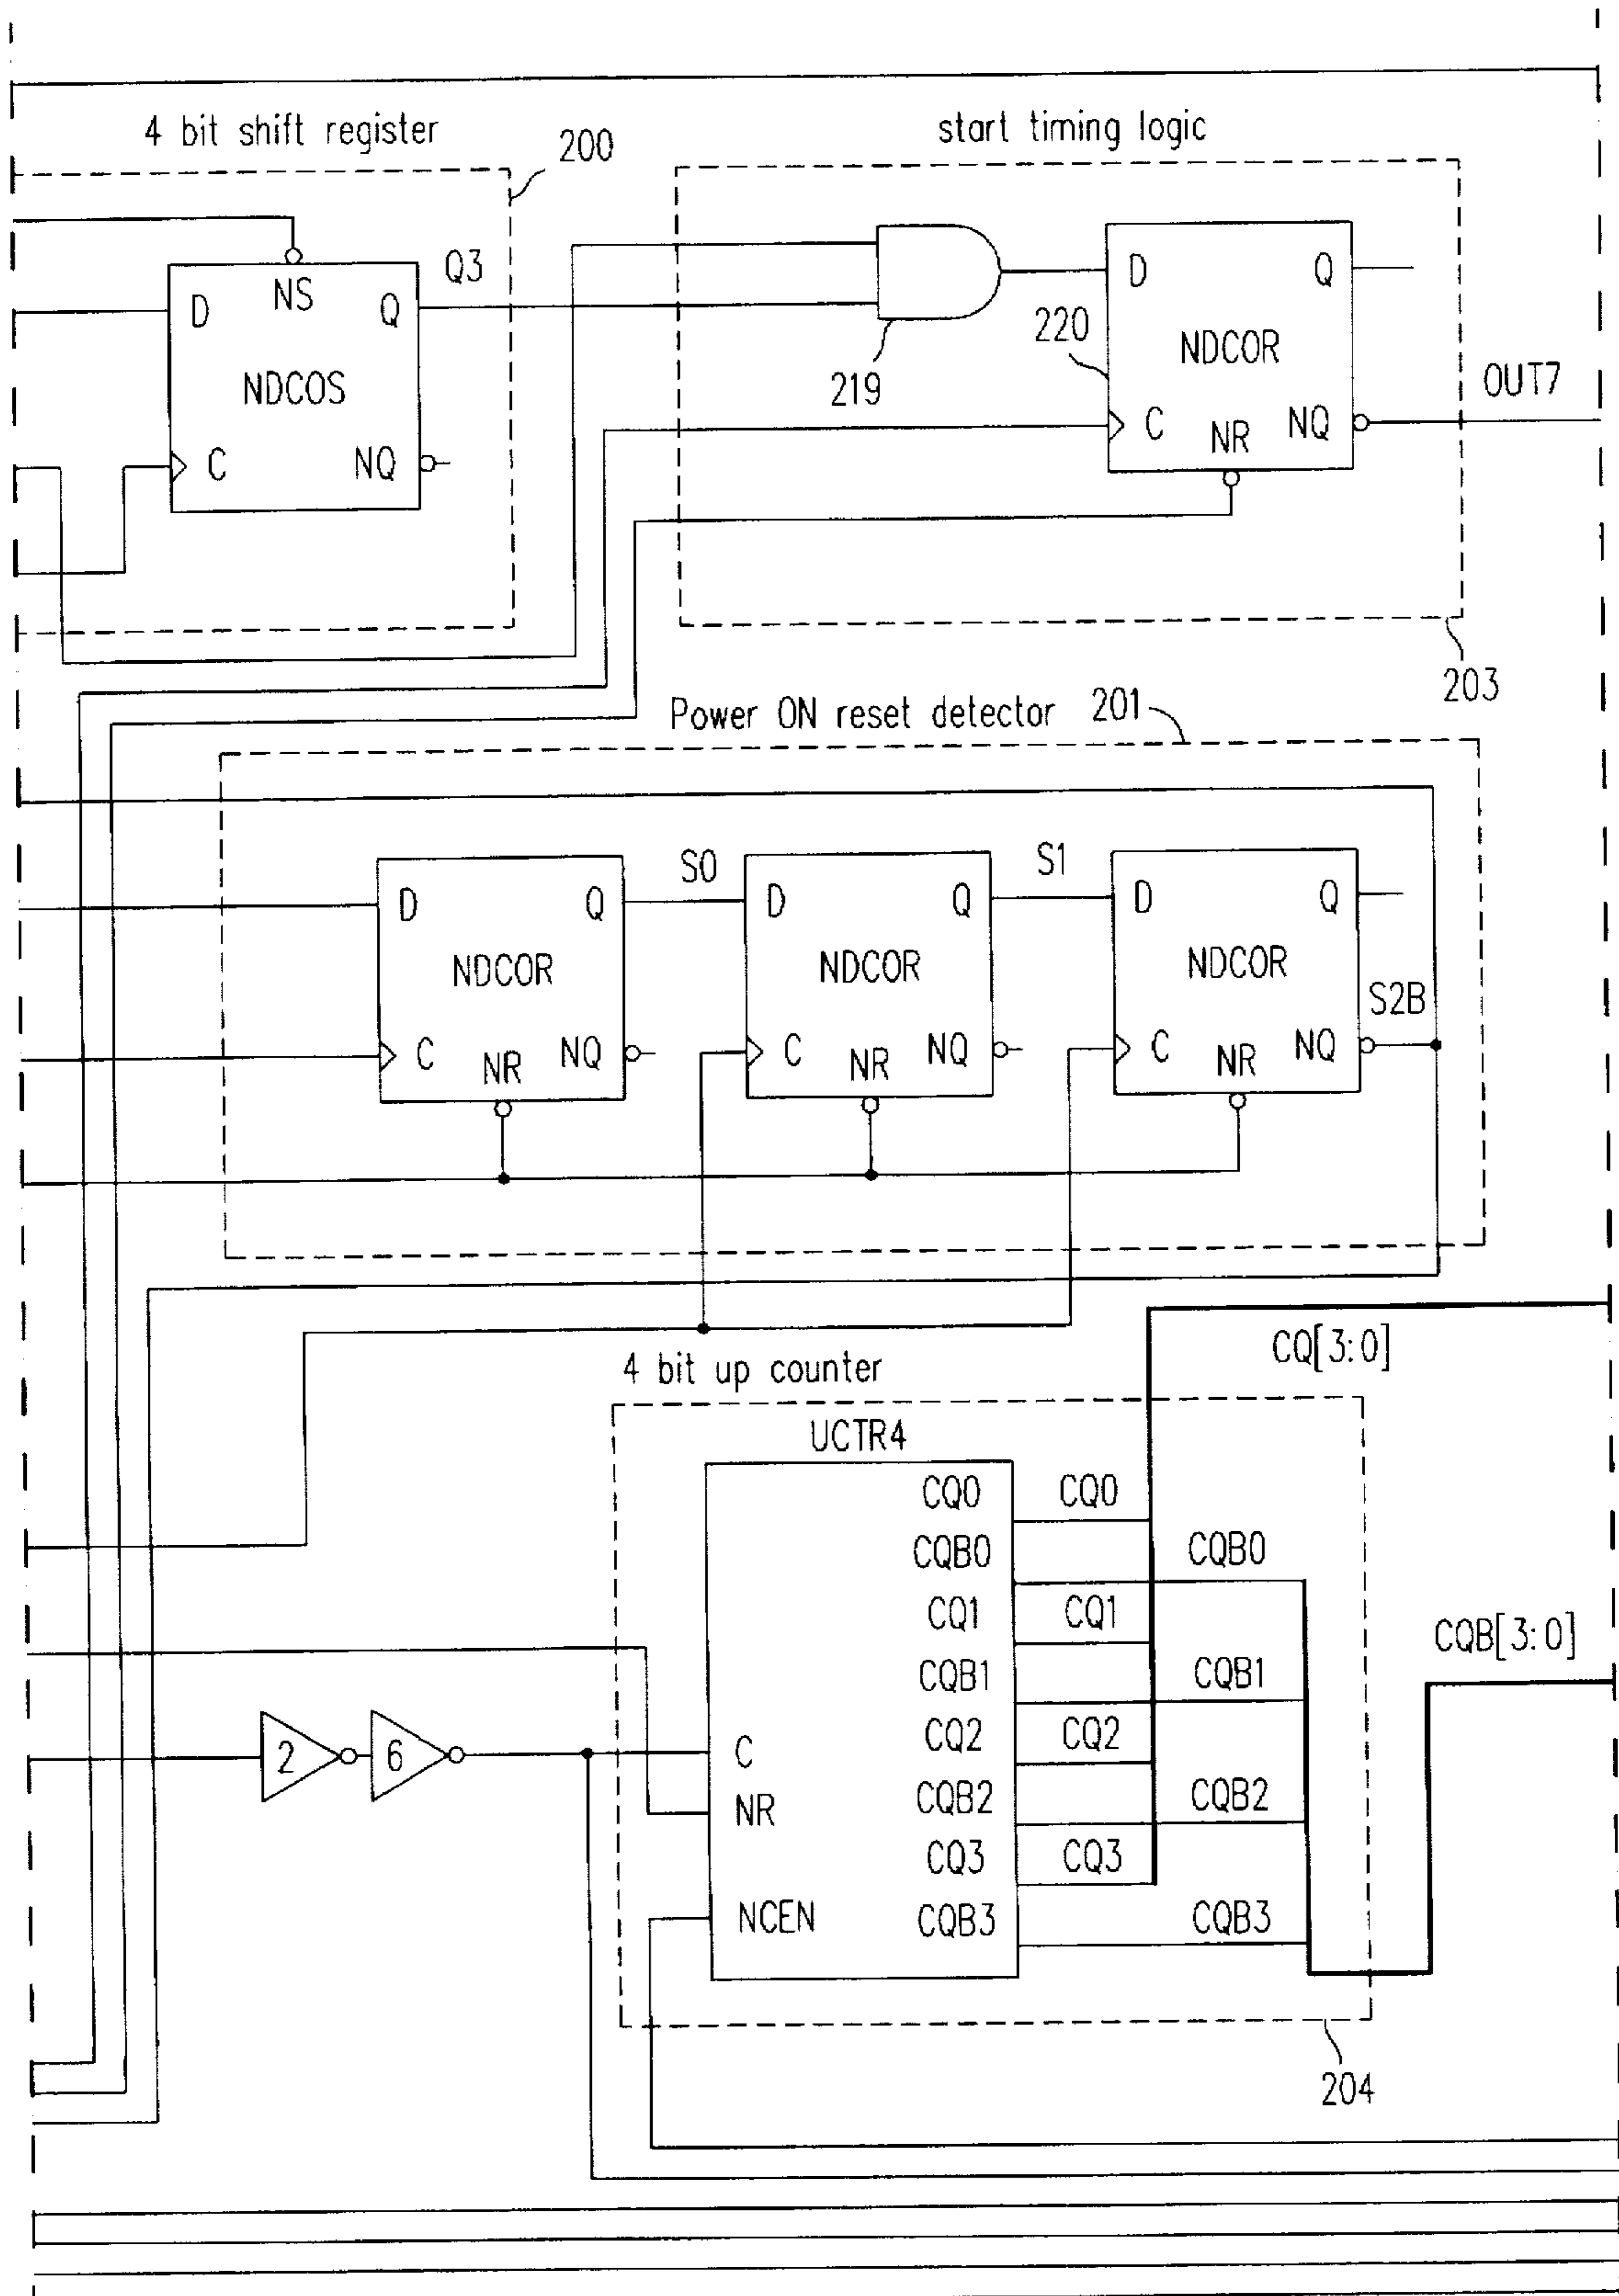 4 bit shift register
200
start timing logic
Q3
NS
D
Q
NDCOS
C
NQ
219
220
D
Q
NDCOR
C
NR
NQ
OUT7
203
Power ON reset detector
201
S0
S1
D
Q
NDCOR
C
NR
NQ
D
Q
NDCOR
C
NR
NQ
D
Q
NDCOR
C
NR
NQ
S2B
CQ[3:0]
4 bit up counter
UCTR4
CQ0
CQ0
CQB0
CQB0
CQ1
CQ1
CQB[3:0]
CQB1
CQB1
2
6
C
CQ2
CQ2
NR
CQB2
CQB2
CQ3
CQ3
NCEN
CQB3
CQB3
204